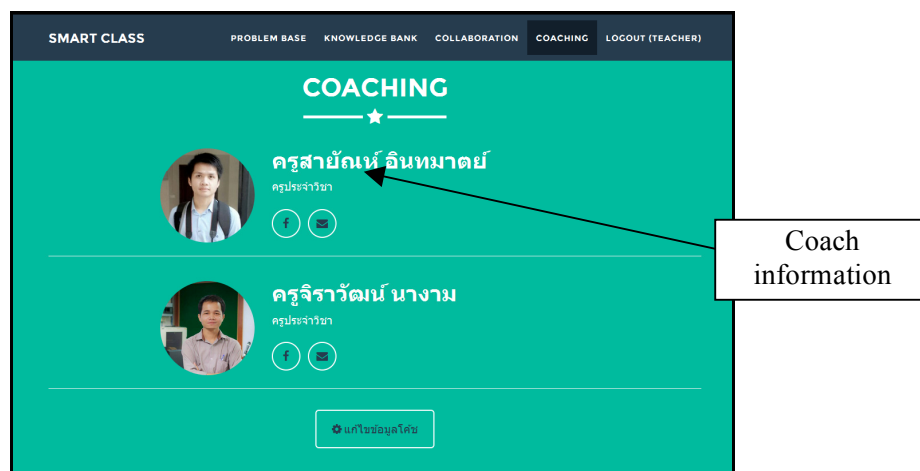 SMART CLASS PROBLEM BASE KNOWLEDGE BANK COLLABORATION COACHING LOGOUT (TEACHER)
COACHING
ครูสายัณห์ อินทมาตย์
ครูประจำวิชา
Coach
information
ครูจิราวัฒน์ นางาม
ครูประจำวิชา
แก้ไขข้อมูลโค้ช